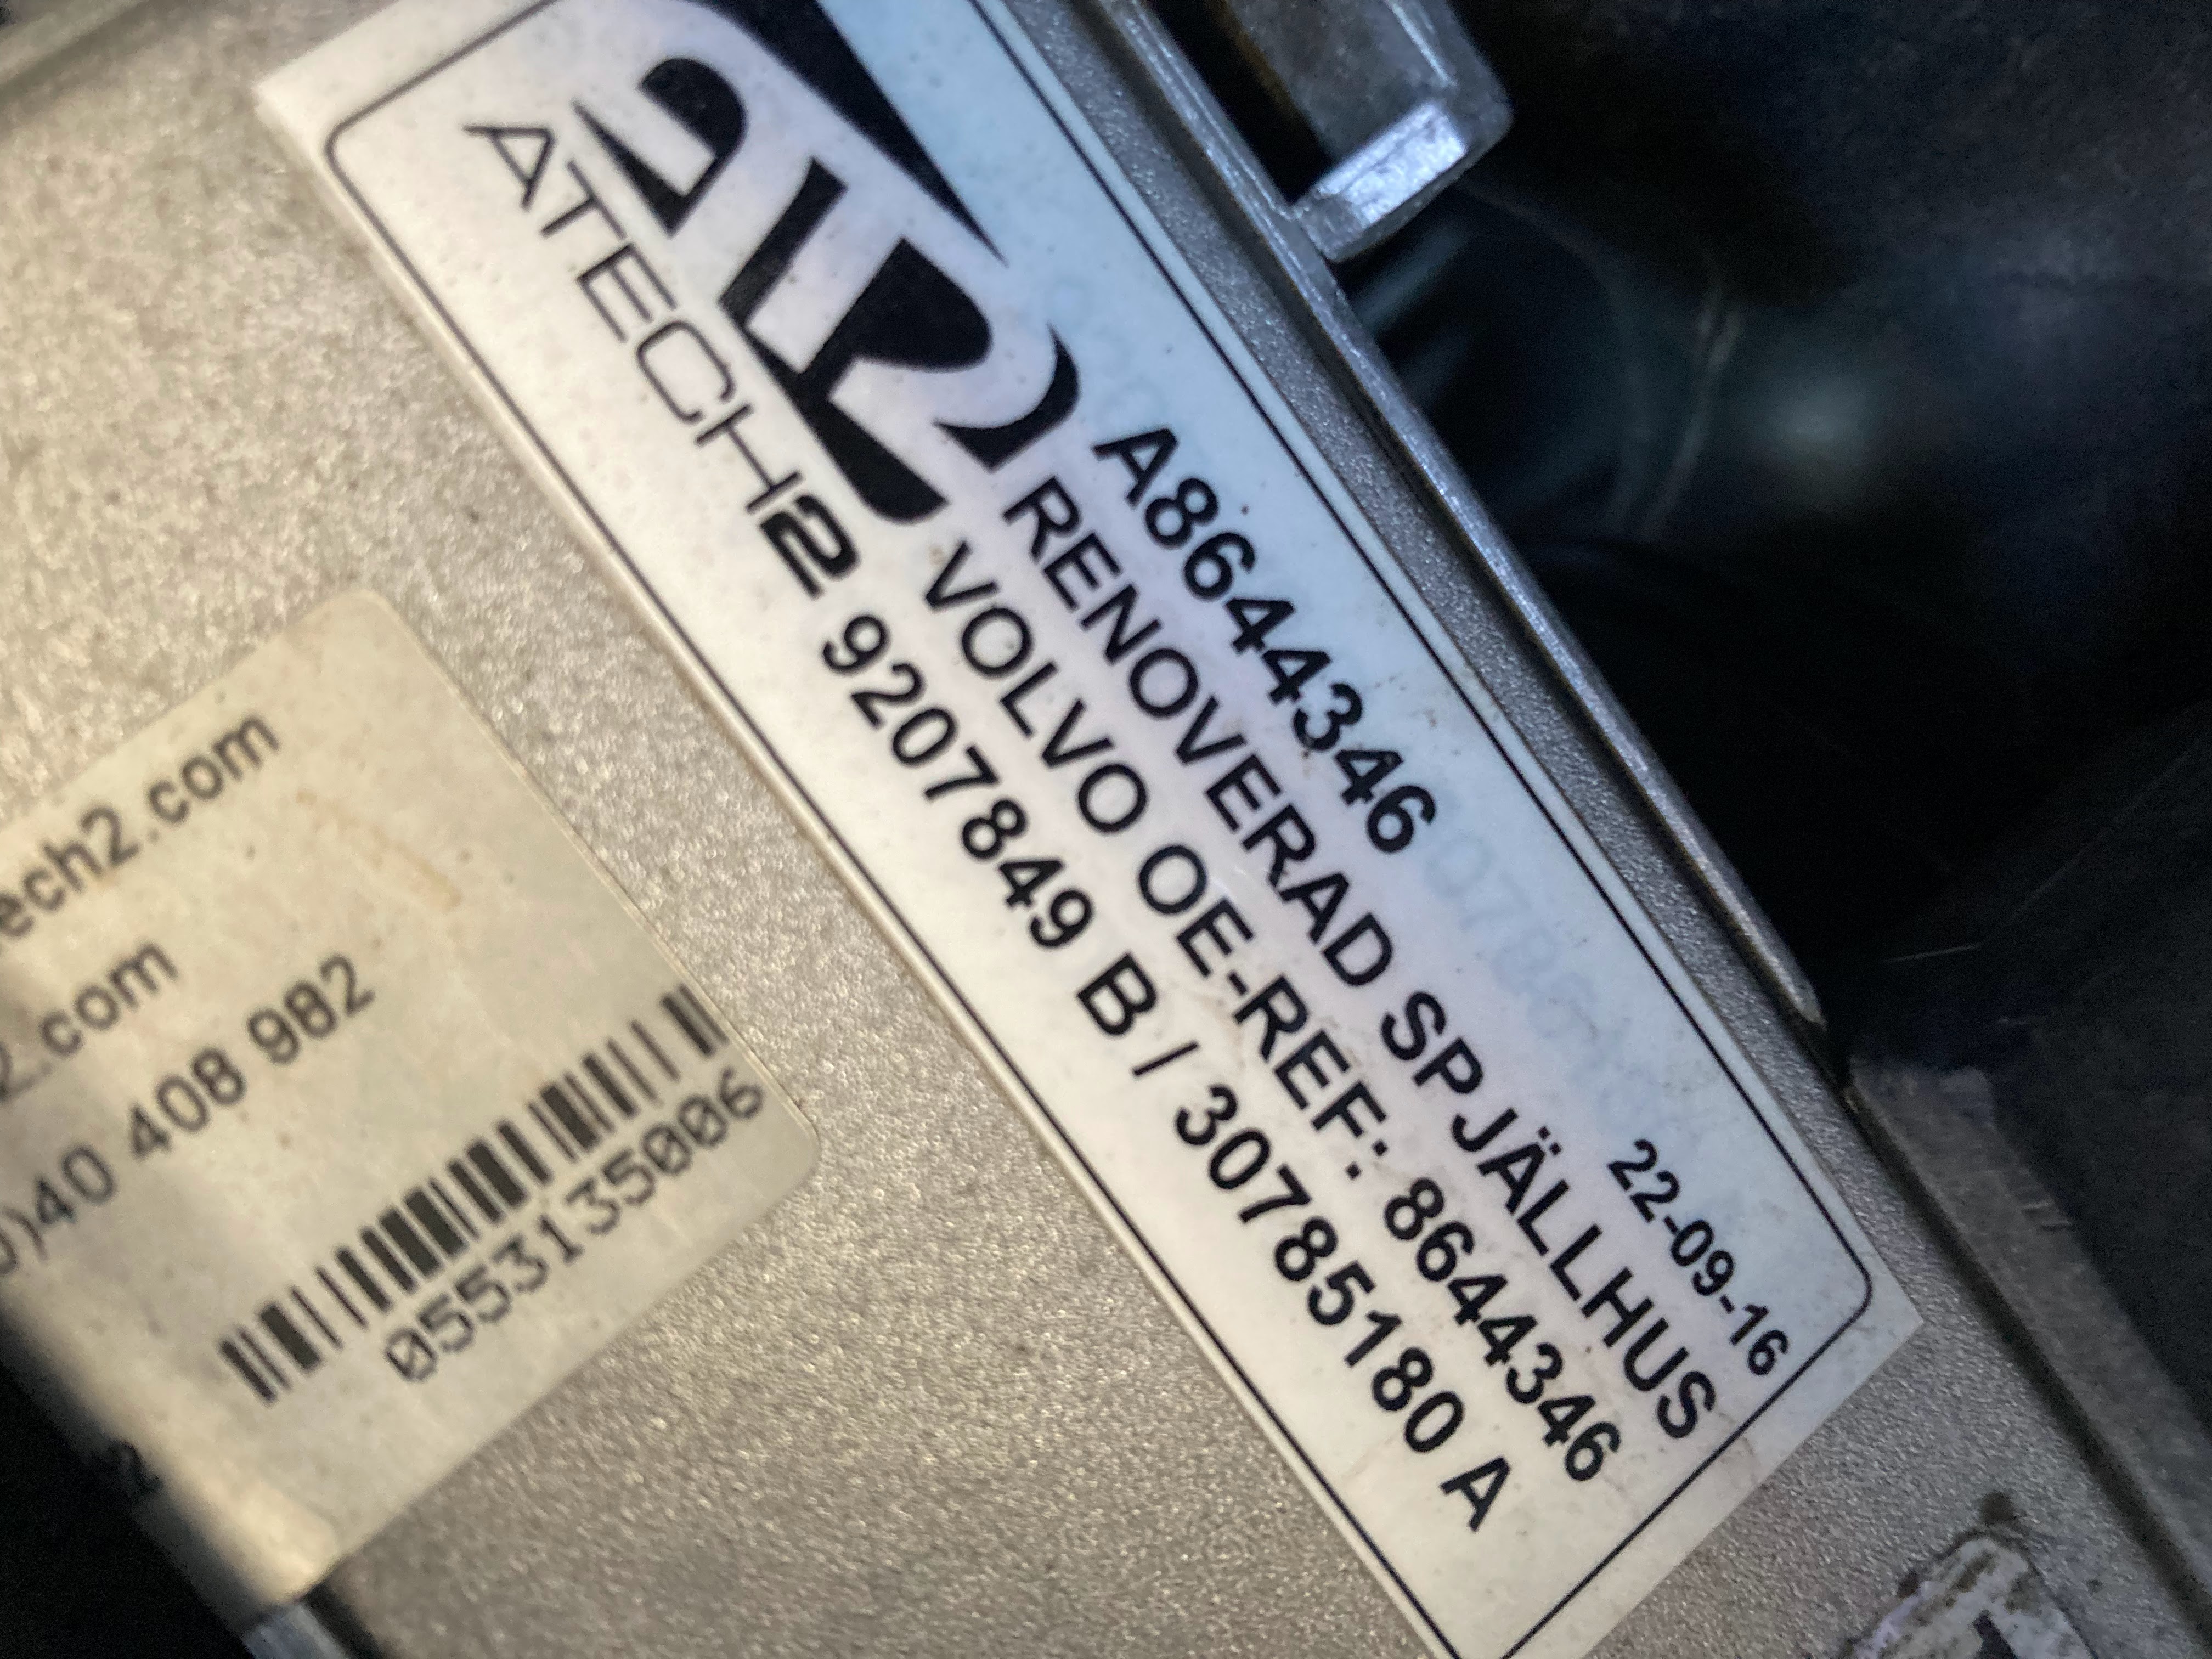 ATECH2
A8644346
22-09-16
RENOVERAD SPJÄLLHUS
VOLVO OE-REF: 8644346
9207849 B / 30785180 A
ech2.com
2.com
)40 408 982
0553135006